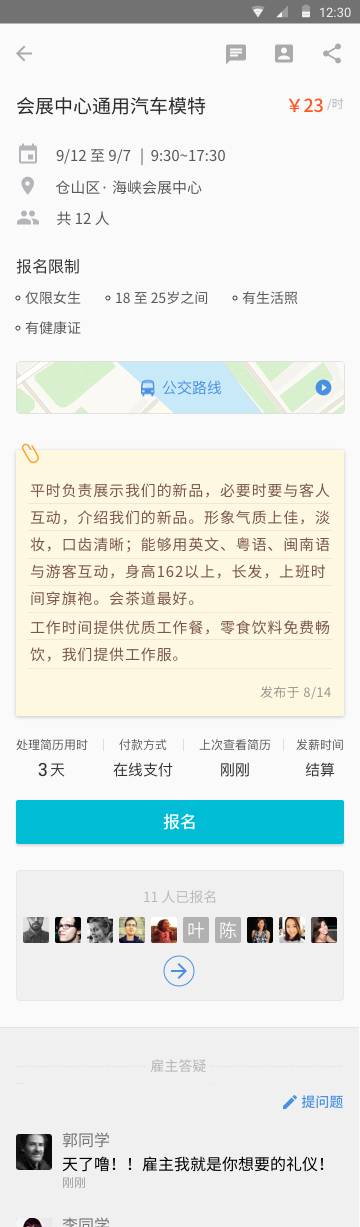 12:30
会展中心通用汽车模特 ￥23 /时
9/12 至 9/7 | 9:30~17:30
仓山区· 海峡会展中心
共 12 人
报名限制
仅限女生 18 至 25岁之间 有生活照
有健康证
公交路线
平时负责展示我们的新品，必要时要与客人
互动，介绍我们的新品。形象气质上佳，淡
妆，口齿清晰；能够用英文、粤语、闽南语
与游客互动，身高162以上，长发，上班时
间穿旗袍。会茶道最好。
工作时间提供优质工作餐，零食饮料免费畅
饮，我们提供工作服。
发布于 8/14
处理简历用时 付款方式 上次查看简历 发薪时间
3 天 在线支付 刚刚 结算
报名
11 人已报名
叶 陈
雇主答疑
提问题
郭同学
天了噜！！雇主我就是你想要的礼仪！
刚刚
李同学